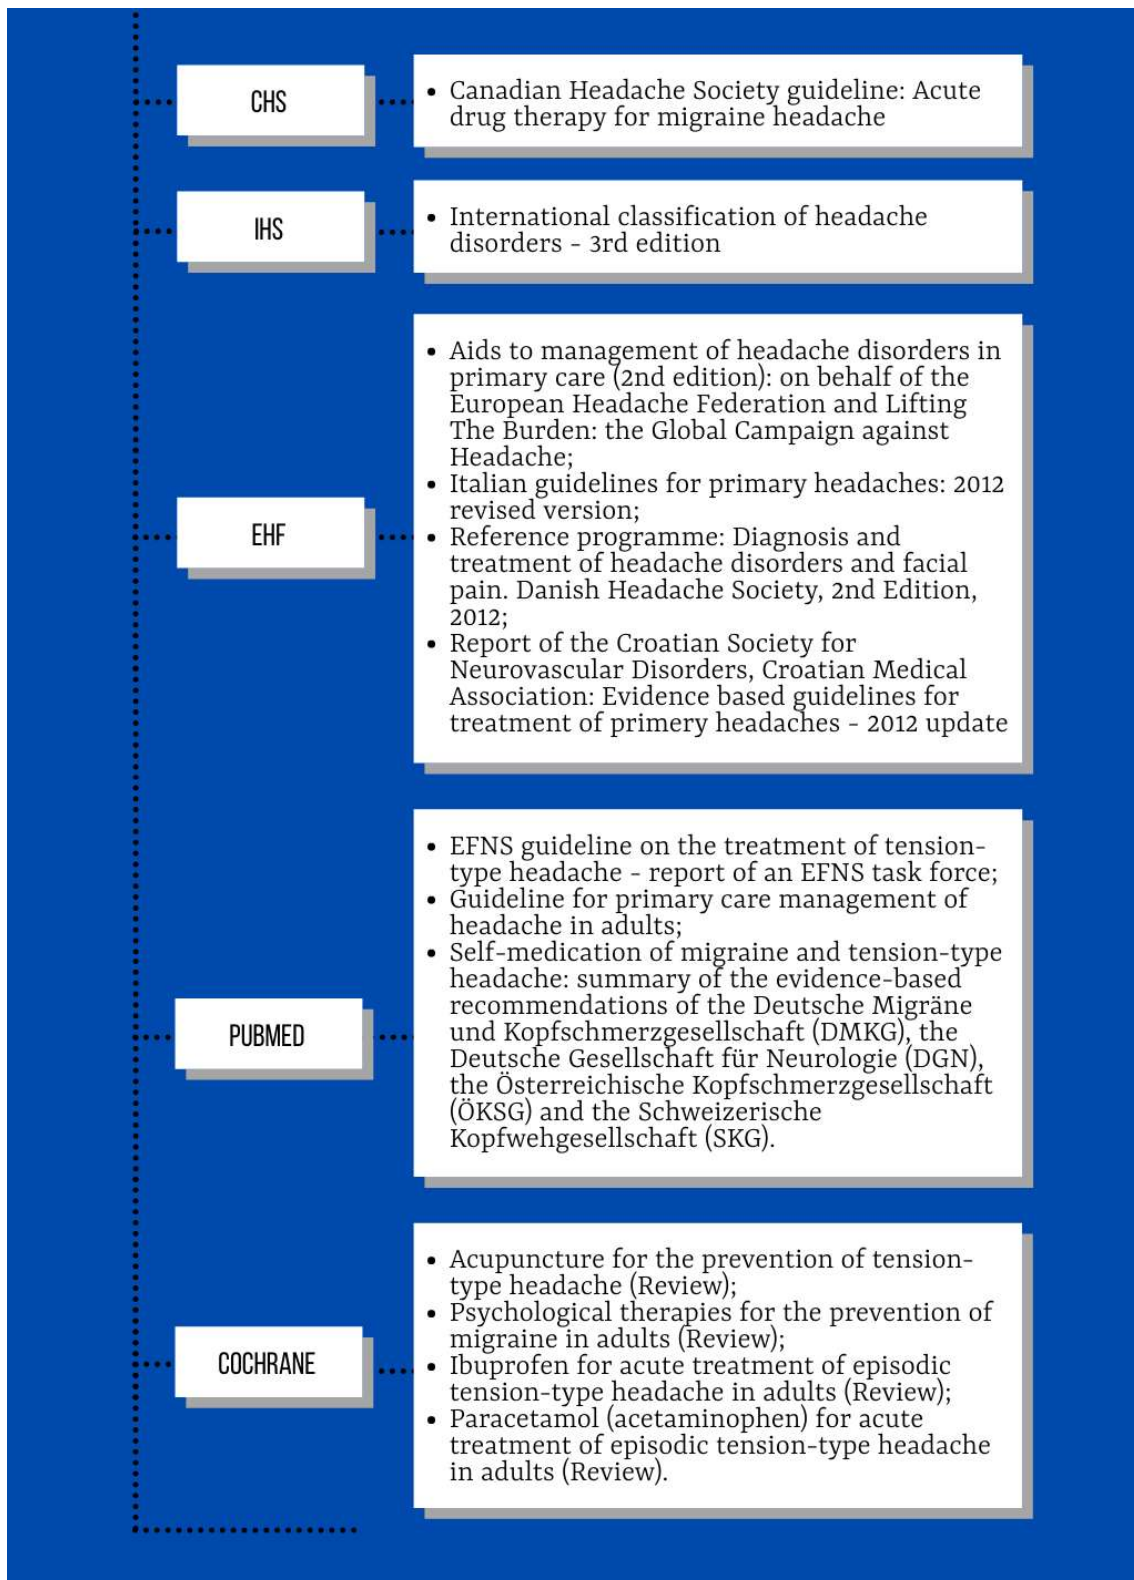 CHS
• Canadian Headache Society guideline: Acute
drug therapy for migraine headache
IHS
• International classification of headache
disorders - 3rd edition
EHF
• Aids to management of headache disorders in
primary care (2nd edition): on behalf of the
European Headache Federation and Lifting
The Burden: the Global Campaign against
Headache;
• Italian guidelines for primary headaches: 2012
revised version;
• Reference programme: Diagnosis and
treatment of headache disorders and facial
pain. Danish Headache Society, 2nd Edition,
2012;
• Report of the Croatian Society for
Neurovascular Disorders, Croatian Medical
Association: Evidence based guidelines for
treatment of primery headaches - 2012 update
PUBMED
• EFNS guideline on the treatment of tension-
type headache - report of an EFNS task force;
• Guideline for primary care management of
headache in adults;
• Self-medication of migraine and tension-type
headache: summary of the evidence-based
recommendations of the Deutsche Migräne
und Kopfschmerzgesellschaft (DMKG), the
Deutsche Gesellschaft für Neurologie (DGN),
the Österreichische Kopfschmerzgesellschaft
(ÖKSG) and the Schweizerische
Kopfwehgesellschaft (SKG).
COCHRANE
• Acupuncture for the prevention of tension-
type headache (Review);
• Psychological therapies for the prevention of
migraine in adults (Review);
• Ibuprofen for acute treatment of episodic
tension-type headache in adults (Review);
• Paracetamol (acetaminophen) for acute
treatment of episodic tension-type headache
in adults (Review).